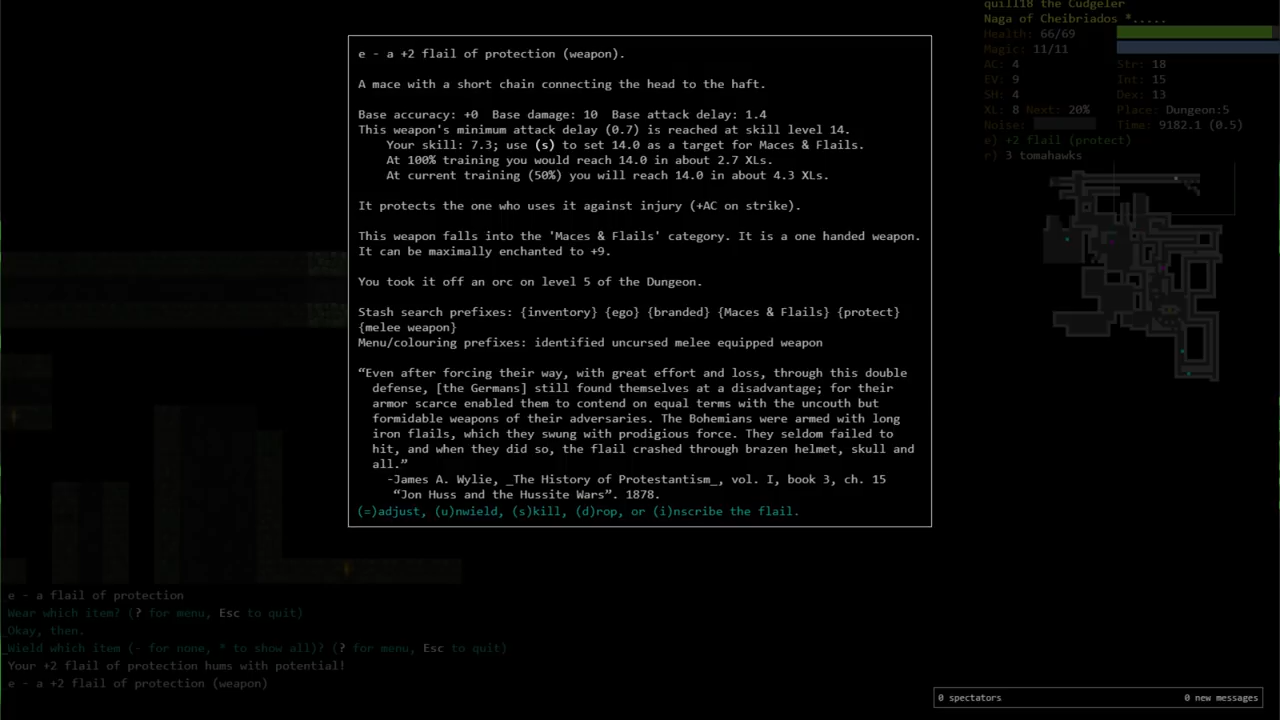 quill18 the Cudgeler
Naga of Cheibriados *.....
Health: 66/69
Magic: 11/11
AC: 4 Str: 18
EV: 9 Int: 15
SH: 4 Dex: 13
XL: 8 Next: 20% Place: Dungeon:5
Noise: Time: 9182.1 (0.5)
e) +2 flail (protect)
r) 3 tomahawks
e - a +2 flail of protection (weapon).
A mace with a short chain connecting the head to the haft.
Base accuracy: +0 Base damage: 10 Base attack delay: 1.4
This weapon's minimum attack delay (0.7) is reached at skill level 14.
Your skill: 7.3; use (s) to set 14.0 as a target for Maces & Flails.
At 100% training you would reach 14.0 in about 2.7 XLs.
At current training (50%) you will reach 14.0 in about 4.3 XLs.
It protects the one who uses it against injury (+AC on strike).
This weapon falls into the 'Maces & Flails' category. It is a one handed weapon.
It can be maximally enchanted to +9.
You took it off an orc on level 5 of the Dungeon.
Stash search prefixes: {inventory} {ego} {branded} {Maces & Flails} {protect}
{melee weapon}
Menu/colouring prefixes: identified uncursed melee equipped weapon
“Even after forcing their way, with great effort and loss, through this double
defense, [the Germans] still found themselves at a disadvantage; for their
armor scarce enabled them to contend on equal terms with the uncouth but
formidable weapons of their adversaries. The Bohemians were armed with long
iron flails, which they swung with prodigious force. They seldom failed to
hit, and when they did so, the flail crashed through brazen helmet, skull and
all.”
-James A. Wylie, _The History of Protestantism_, vol. I, book 3, ch. 15
“Jon Huss and the Hussite Wars”. 1878.
(=)adjust, (u)nwield, (s)kill, (d)rop, or (i)nscribe the flail.
e - a flail of protection
Wear which item? (? for menu, Esc to quit)
_Okay, then.
_Wield which item (- for none, * to show all)? (? for menu, Esc to quit)
Your +2 flail of protection hums with potential!
e - a +2 flail of protection (weapon)
0 spectators 0 new messages